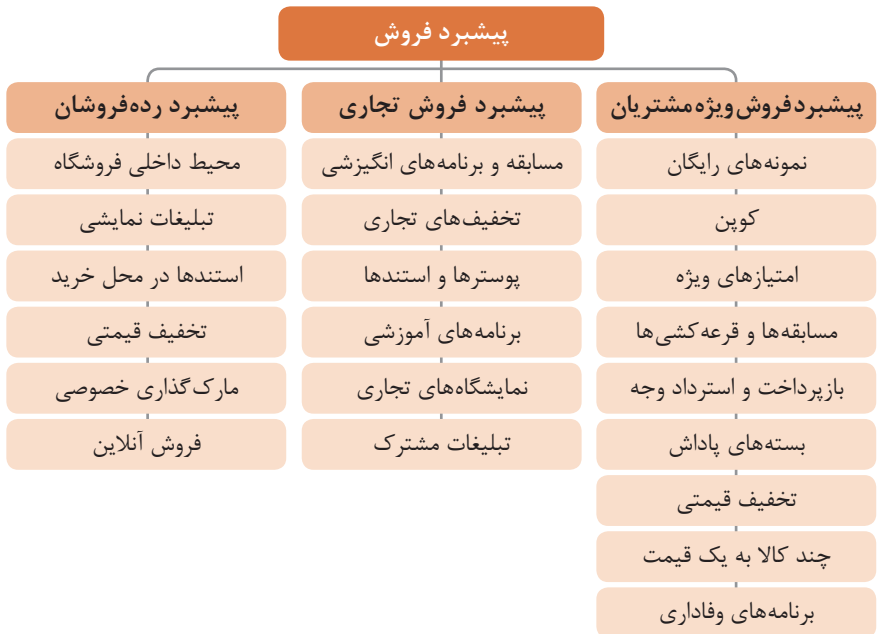 پیشبرد فروش
پیشبردفروش‌ویژه‌مشتریان
نمونه‌های رایگان
کوپن
امتیازهای ویژه
مسابقه‌ها و قرعه‌کشی‌ها
بازپرداخت و استرداد وجه
بسته‌های پاداش
تخفیف قیمتی
چند کالا به یک قیمت
برنامه‌های وفاداری
پیشبرد فروش تجاری
مسابقه و برنامه‌های انگیزشی
تخفیف‌های تجاری
پوسترها و استندها
برنامه‌های آموزشی
نمایشگاه‌های تجاری
تبلیغات مشترک
پیشبرد رده‌فروشان
محیط داخلی فروشگاه
تبلیغات نمایشی
استندها در محل خرید
تخفیف قیمتی
مارک‌گذاری خصوصی
فروش آنلاین